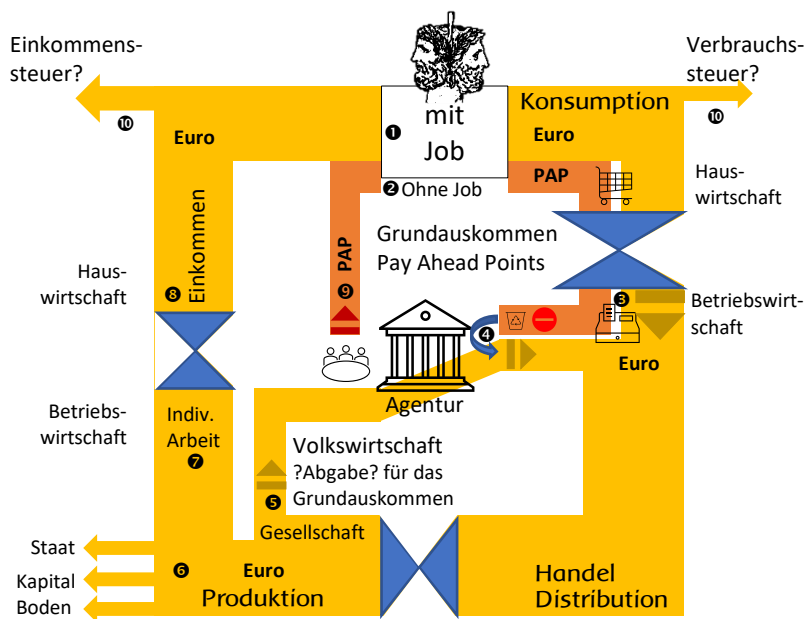 Einkommens-
steuer?
Verbrauchs-
steuer?
❿
Euro
❶
mit
Job
Konsumption
Euro
❿
❷ Ohne Job
PAP
Haus-
wirtschaft
Grundauskommen
Pay Ahead Points
PAP
❾
Einkommen
❽
Haus-
wirtschaft
❸
Betriebswirt-
schaft
❹
Euro
Agentur
Betriebs-
wirtschaft
Indiv.
Arbeit
❼
Volkswirtschaft
?Abgabe? für das
Grundauskommen
❺
Gesellschaft
Staat
Kapital
Boden
❻
Euro
Produktion
Handel
Distribution